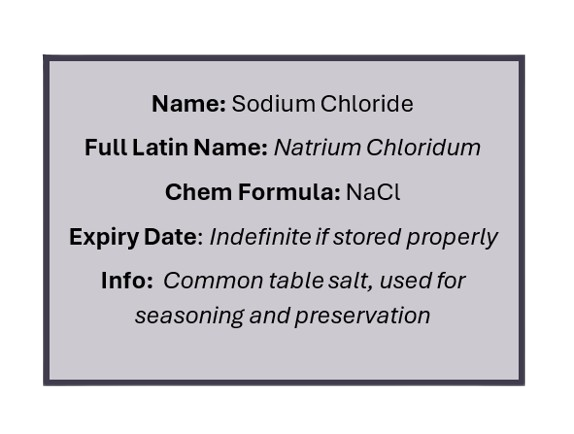 Name: Sodium Chloride
Full Latin Name: Natrium Chloridum
Chem Formula: NaCl
Expiry Date: Indefinite if stored properly
Info: Common table salt, used for
seasoning and preservation